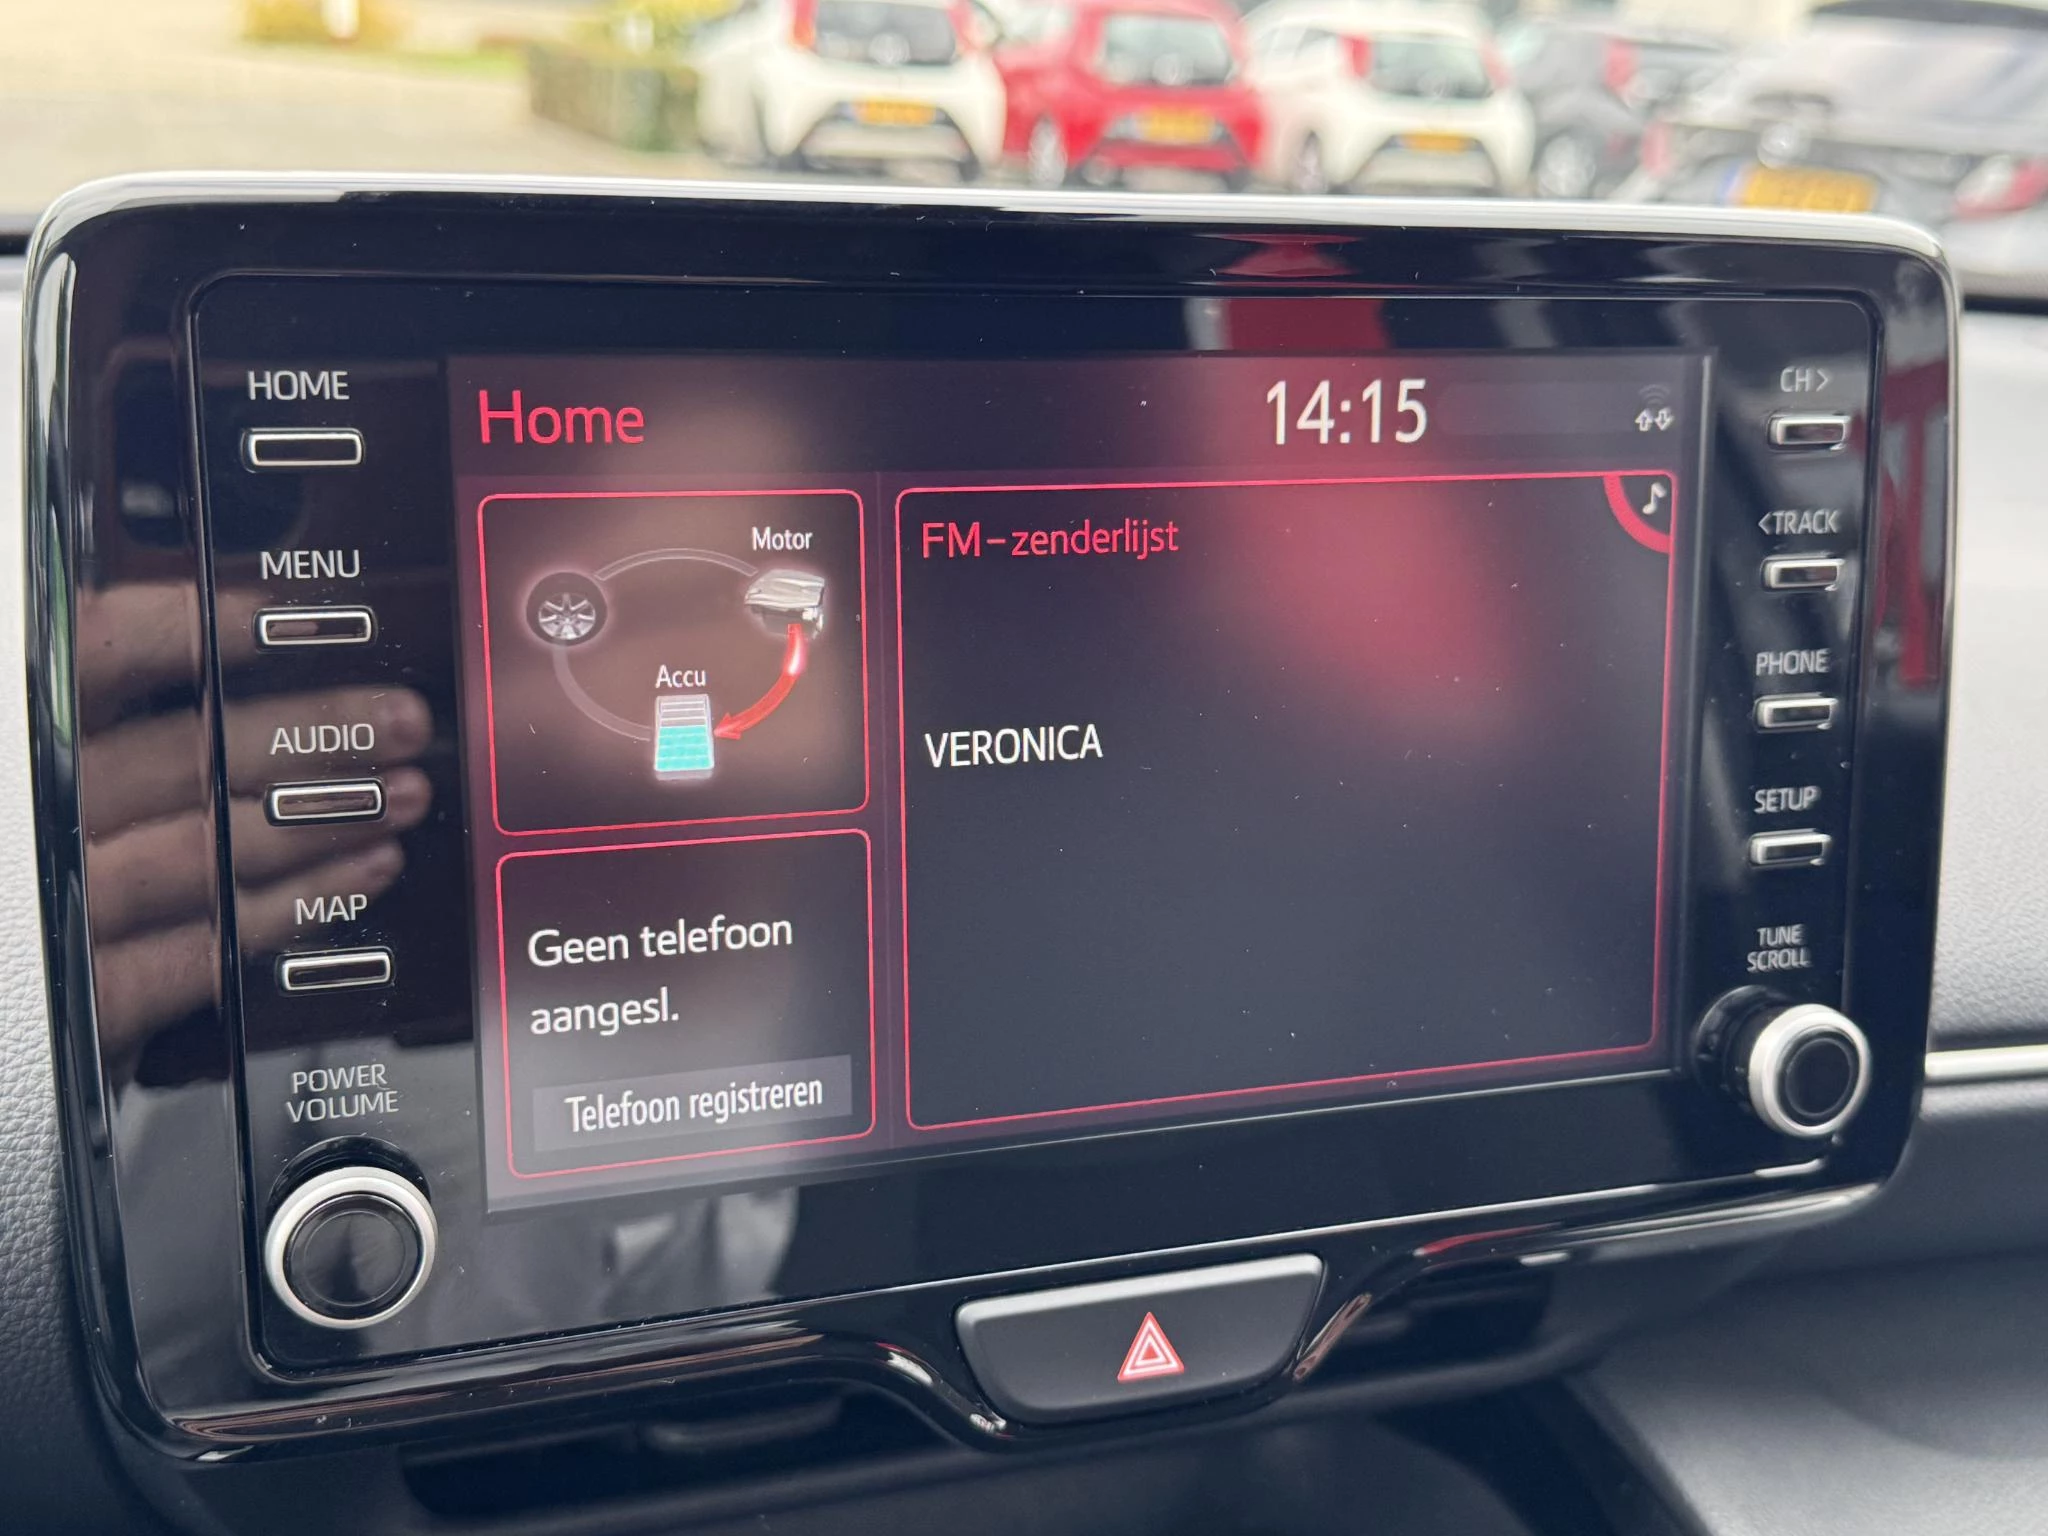 HOME
MENU
AUDIO
MAP
POWER
VOLUME
Home
14:15
Motor
Accu
FM-zenderlijst
VERONICA
Geen telefoon
aangesl.
Telefoon registreren
CH>
<TRACK
PHONE
SETUP
TUNE
SCROLL